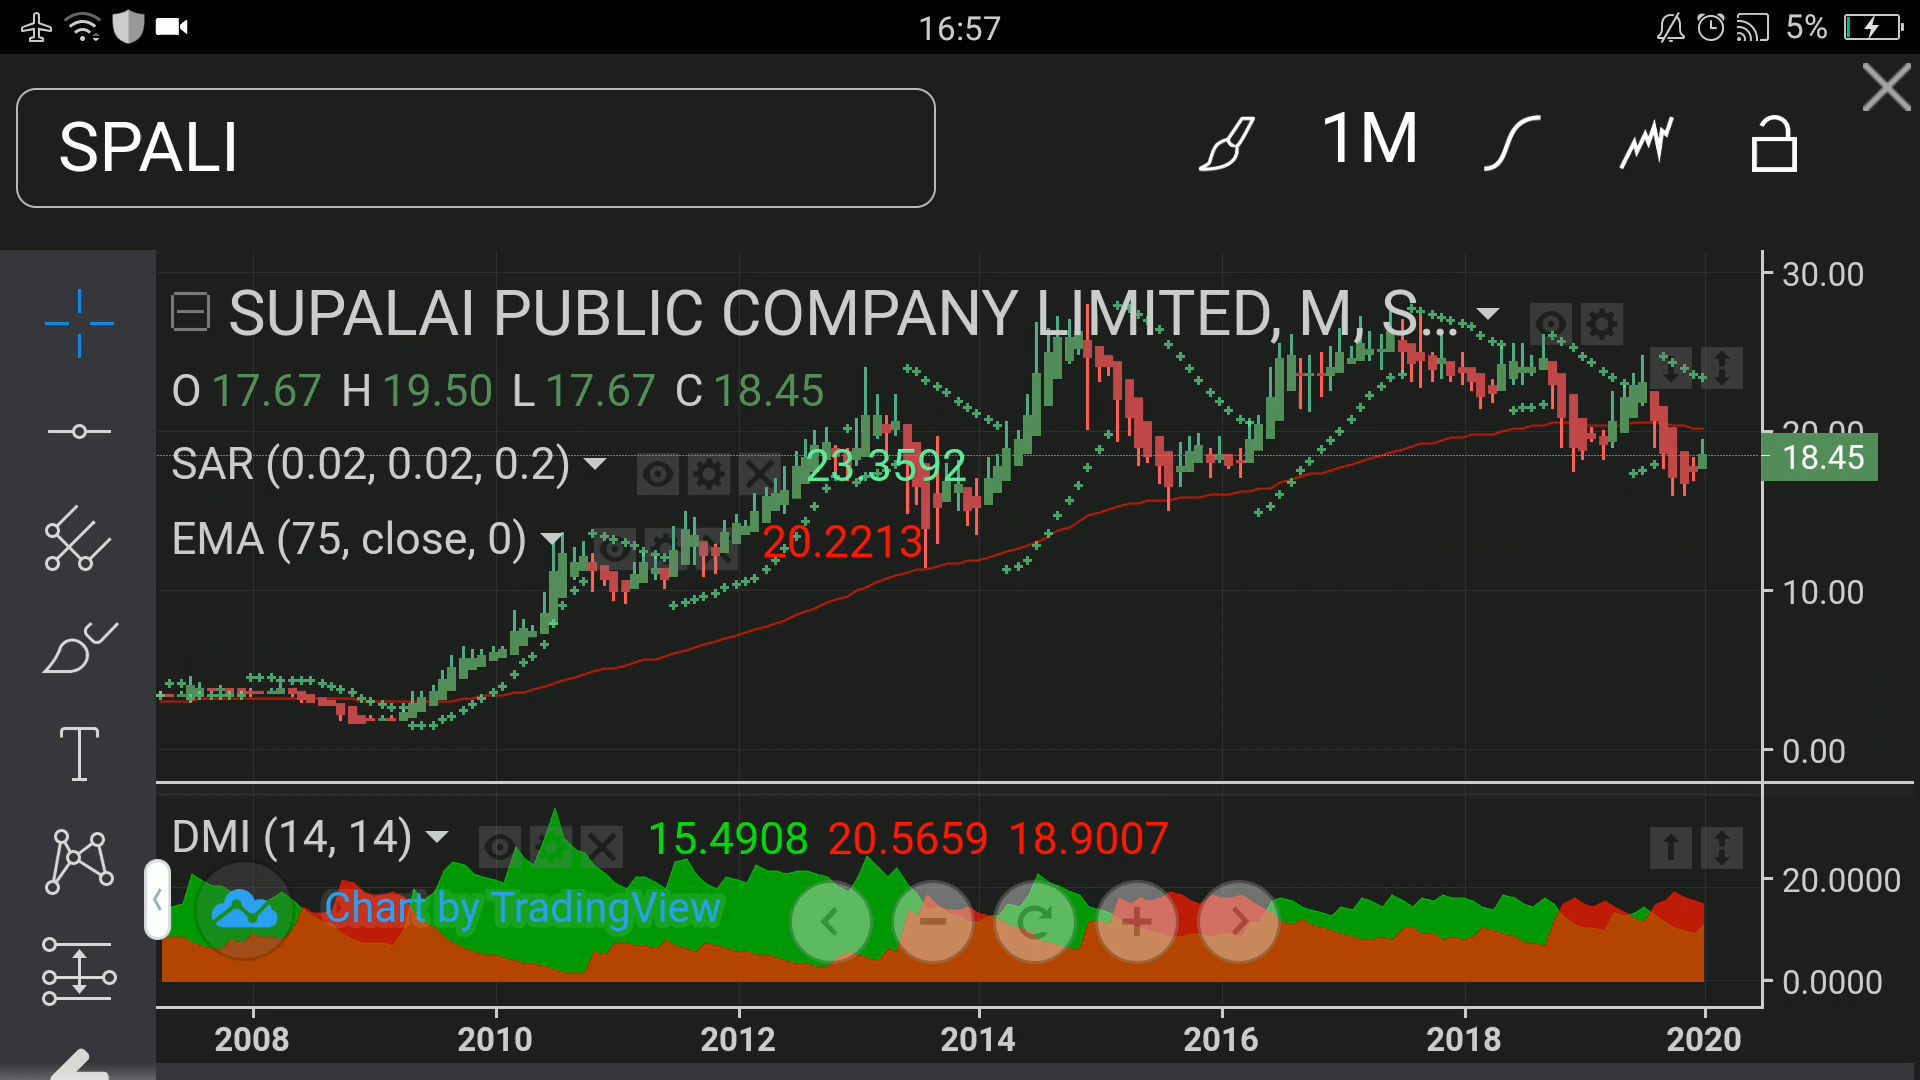 16:57
5%
SPALI
1M
SUPALAI PUBLIC COMPANY LIMITED, M, S...
O 17.67 H 19.50 L 17.67 C 18.45
SAR (0.02, 0.02, 0.2) 23.3592
EMA (75, close, 0) 20.2213
30.00
20.00
18.45
10.00
0.00
DMI (14, 14) 15.4908 20.5659 18.9007
Chart by TradingView
20.0000
0.0000
2008 2010 2012 2014 2016 2018 2020